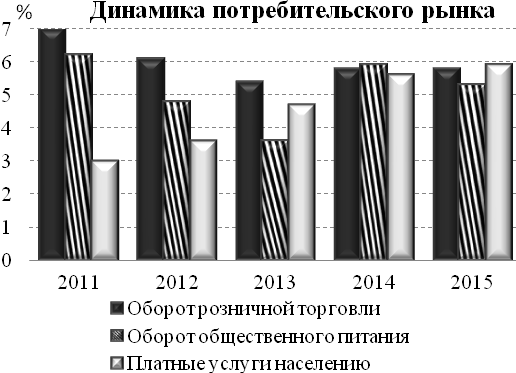 Динамика потребительского рынка
%
7
6
5
4
3
2
1
0
2011 2012 2013 2014 2015
Оборот розничной торговли
Оборот общественного питания
Платные услуги населению